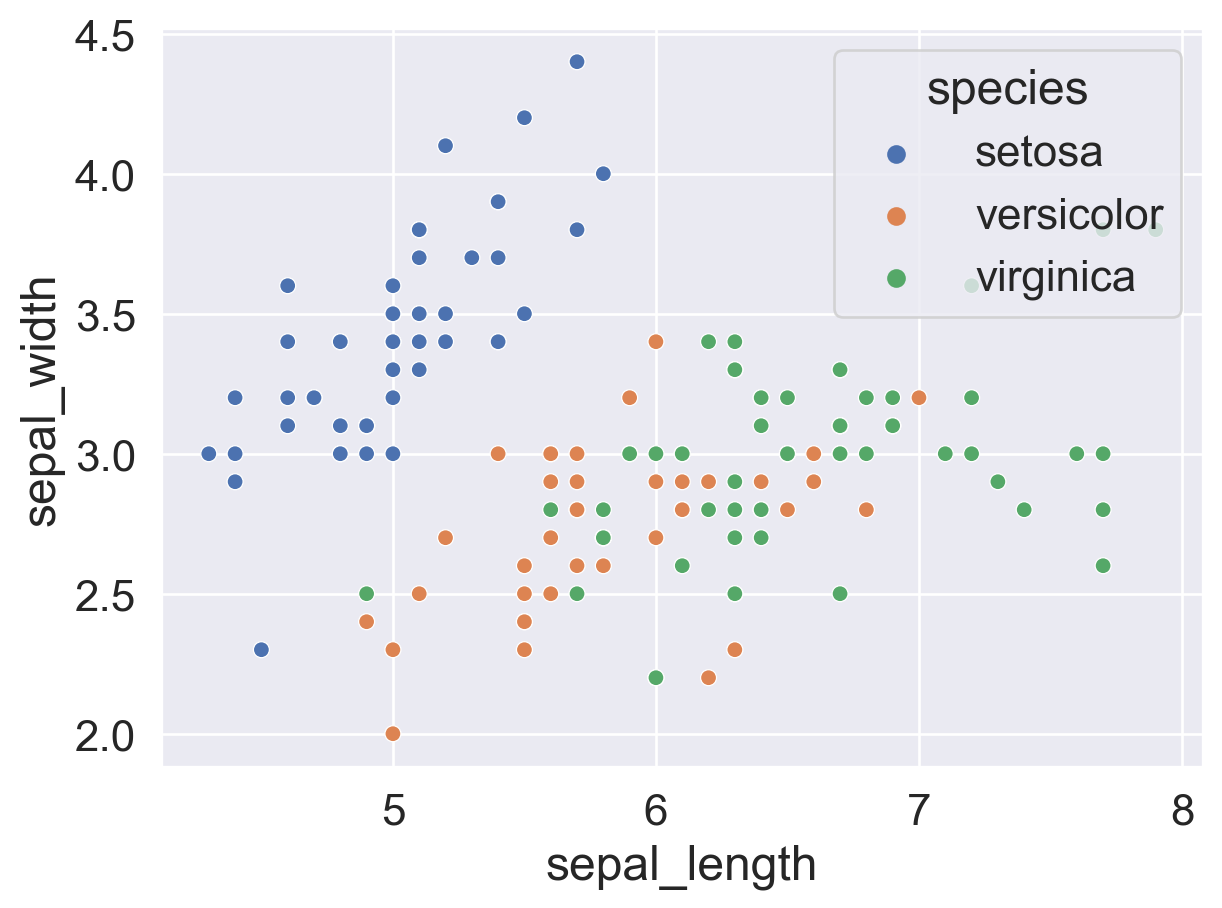 4.5
4.0
3.5
3.0
2.5
2.0
sepal_width
species
setosa
versicolor
virginica
5 6 7 8
sepal_length